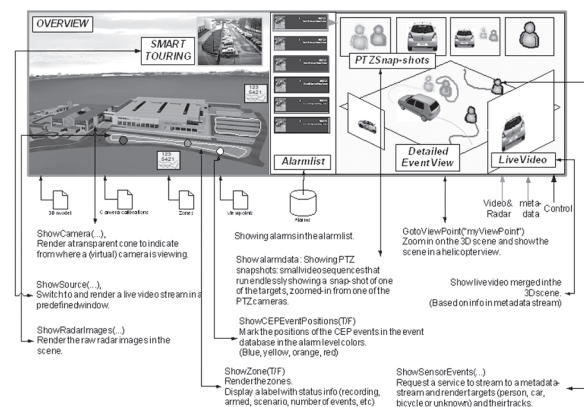 OVERVIEW
SMART
TOURING
123
5421
123
5421
Alarmlist
PTZSnap-shots
Detailed
EventView
LiveVideo
3D model
Camera calibrations
Zones
Viewpoint
Alarm
Video&
Radar
meta-
data
Control
ShowCamera(...),
Render a transparent cone to indicate
from where a (virtual) camera is viewing.
ShowSource(...),
Switch to and render a live video stream in a
predefined window.
ShowRadarImages(...)
Render the raw radar images in the
scene.
Showing alarms in the alarmlist.
Show alarmdata: Showing PTZ
snapshots: small video sequences that
run endlessly showing a snap-shot of one
of the targets, zoomed-in from one of the
PTZ cameras.
ShowCEPEventPositions(T/F)
Mark the positions of the CEP events in the event
database in the alarm level colors.
(Blue, yellow, orange, red)
ShowZone(T/F)
Render the zones.
Display a label with status info (recording,
armed, scenario, number of events, etc)
GotoViewPoint("myViewPoint")
Zoom in on the 3D scene and show the
scene in a helicopterview.
Show live video merged in the
3D scene.
(Based on info in metadata stream)
ShowSensorEvents(...)
Request a service to stream to a metadata-
stream and render targets (person, car,
bicycle or unknown) and their tracks.